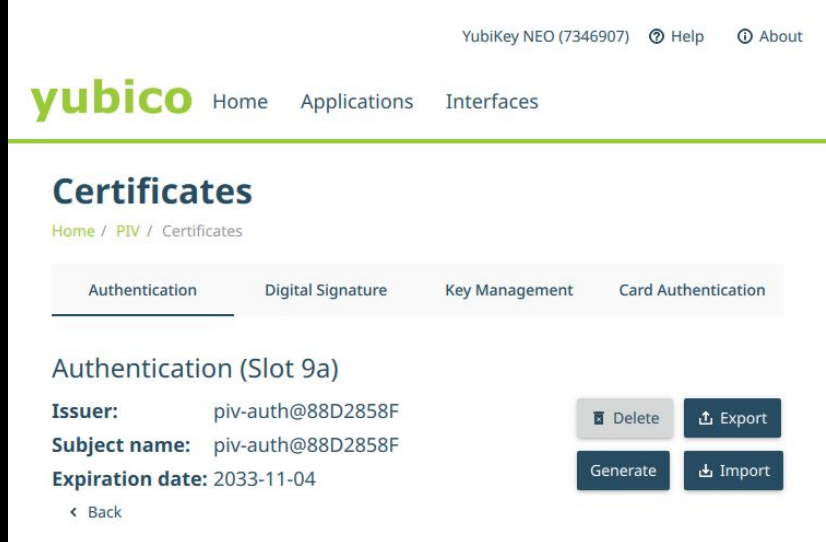 YubiKey NEO (7346907) Help About
yubico Home Applications Interfaces
Certificates
Home / PIV / Certificates
Authentication Digital Signature Key Management Card Authentication
Authentication (Slot 9a)
Issuer: piv-auth@88D2858F
Delete Export
Subject name: piv-auth@88D2858F
Expiration date: 2033-11-04
Generate Import
Back